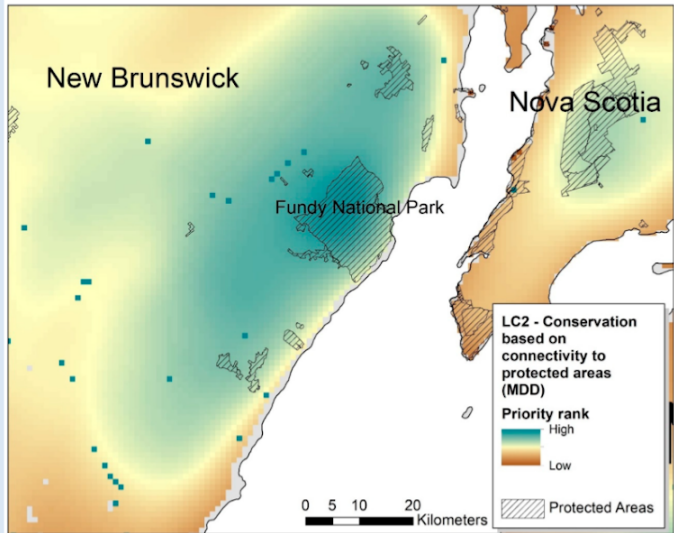 New Brunswick
Nova Scotia
Fundy National Park
LC2 - Conservation
based on
connectivity to
protected areas
(MDD)
Priority rank
High
Low
Protected Areas
0 5 10 20
Kilometers